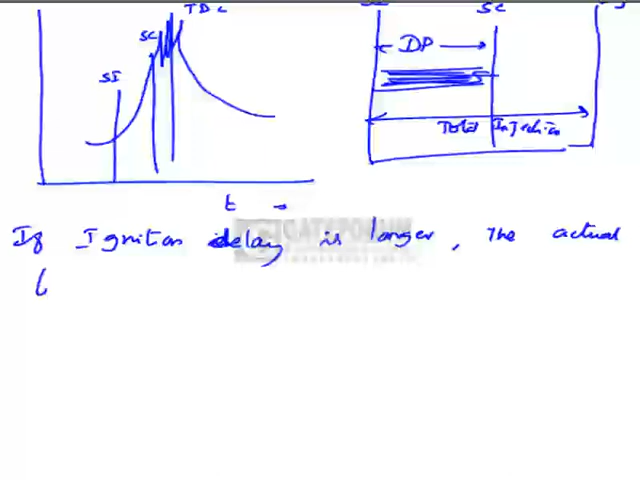 TDC
SC
SI
SC
DP
Total Injection
t
If Ignition delay is longer, The actual